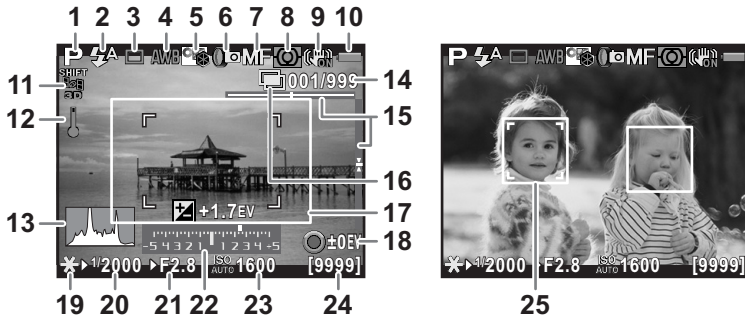 1 2 3 4 5 6 7 8 9 10
P A AWB MF ON
P A AWB MF ON
11 SHIFT 3D
001/999 14
12
15
16
+1.7EV
17
13
-5 4 3 2 1 1 2 3 4 +5
±0EV 18
1/2000 F2.8 ISO AUTO 1600 [9999]
1/2000 F2.8 ISO AUTO 1600 [9999]
19 20 21 22 23 24
25